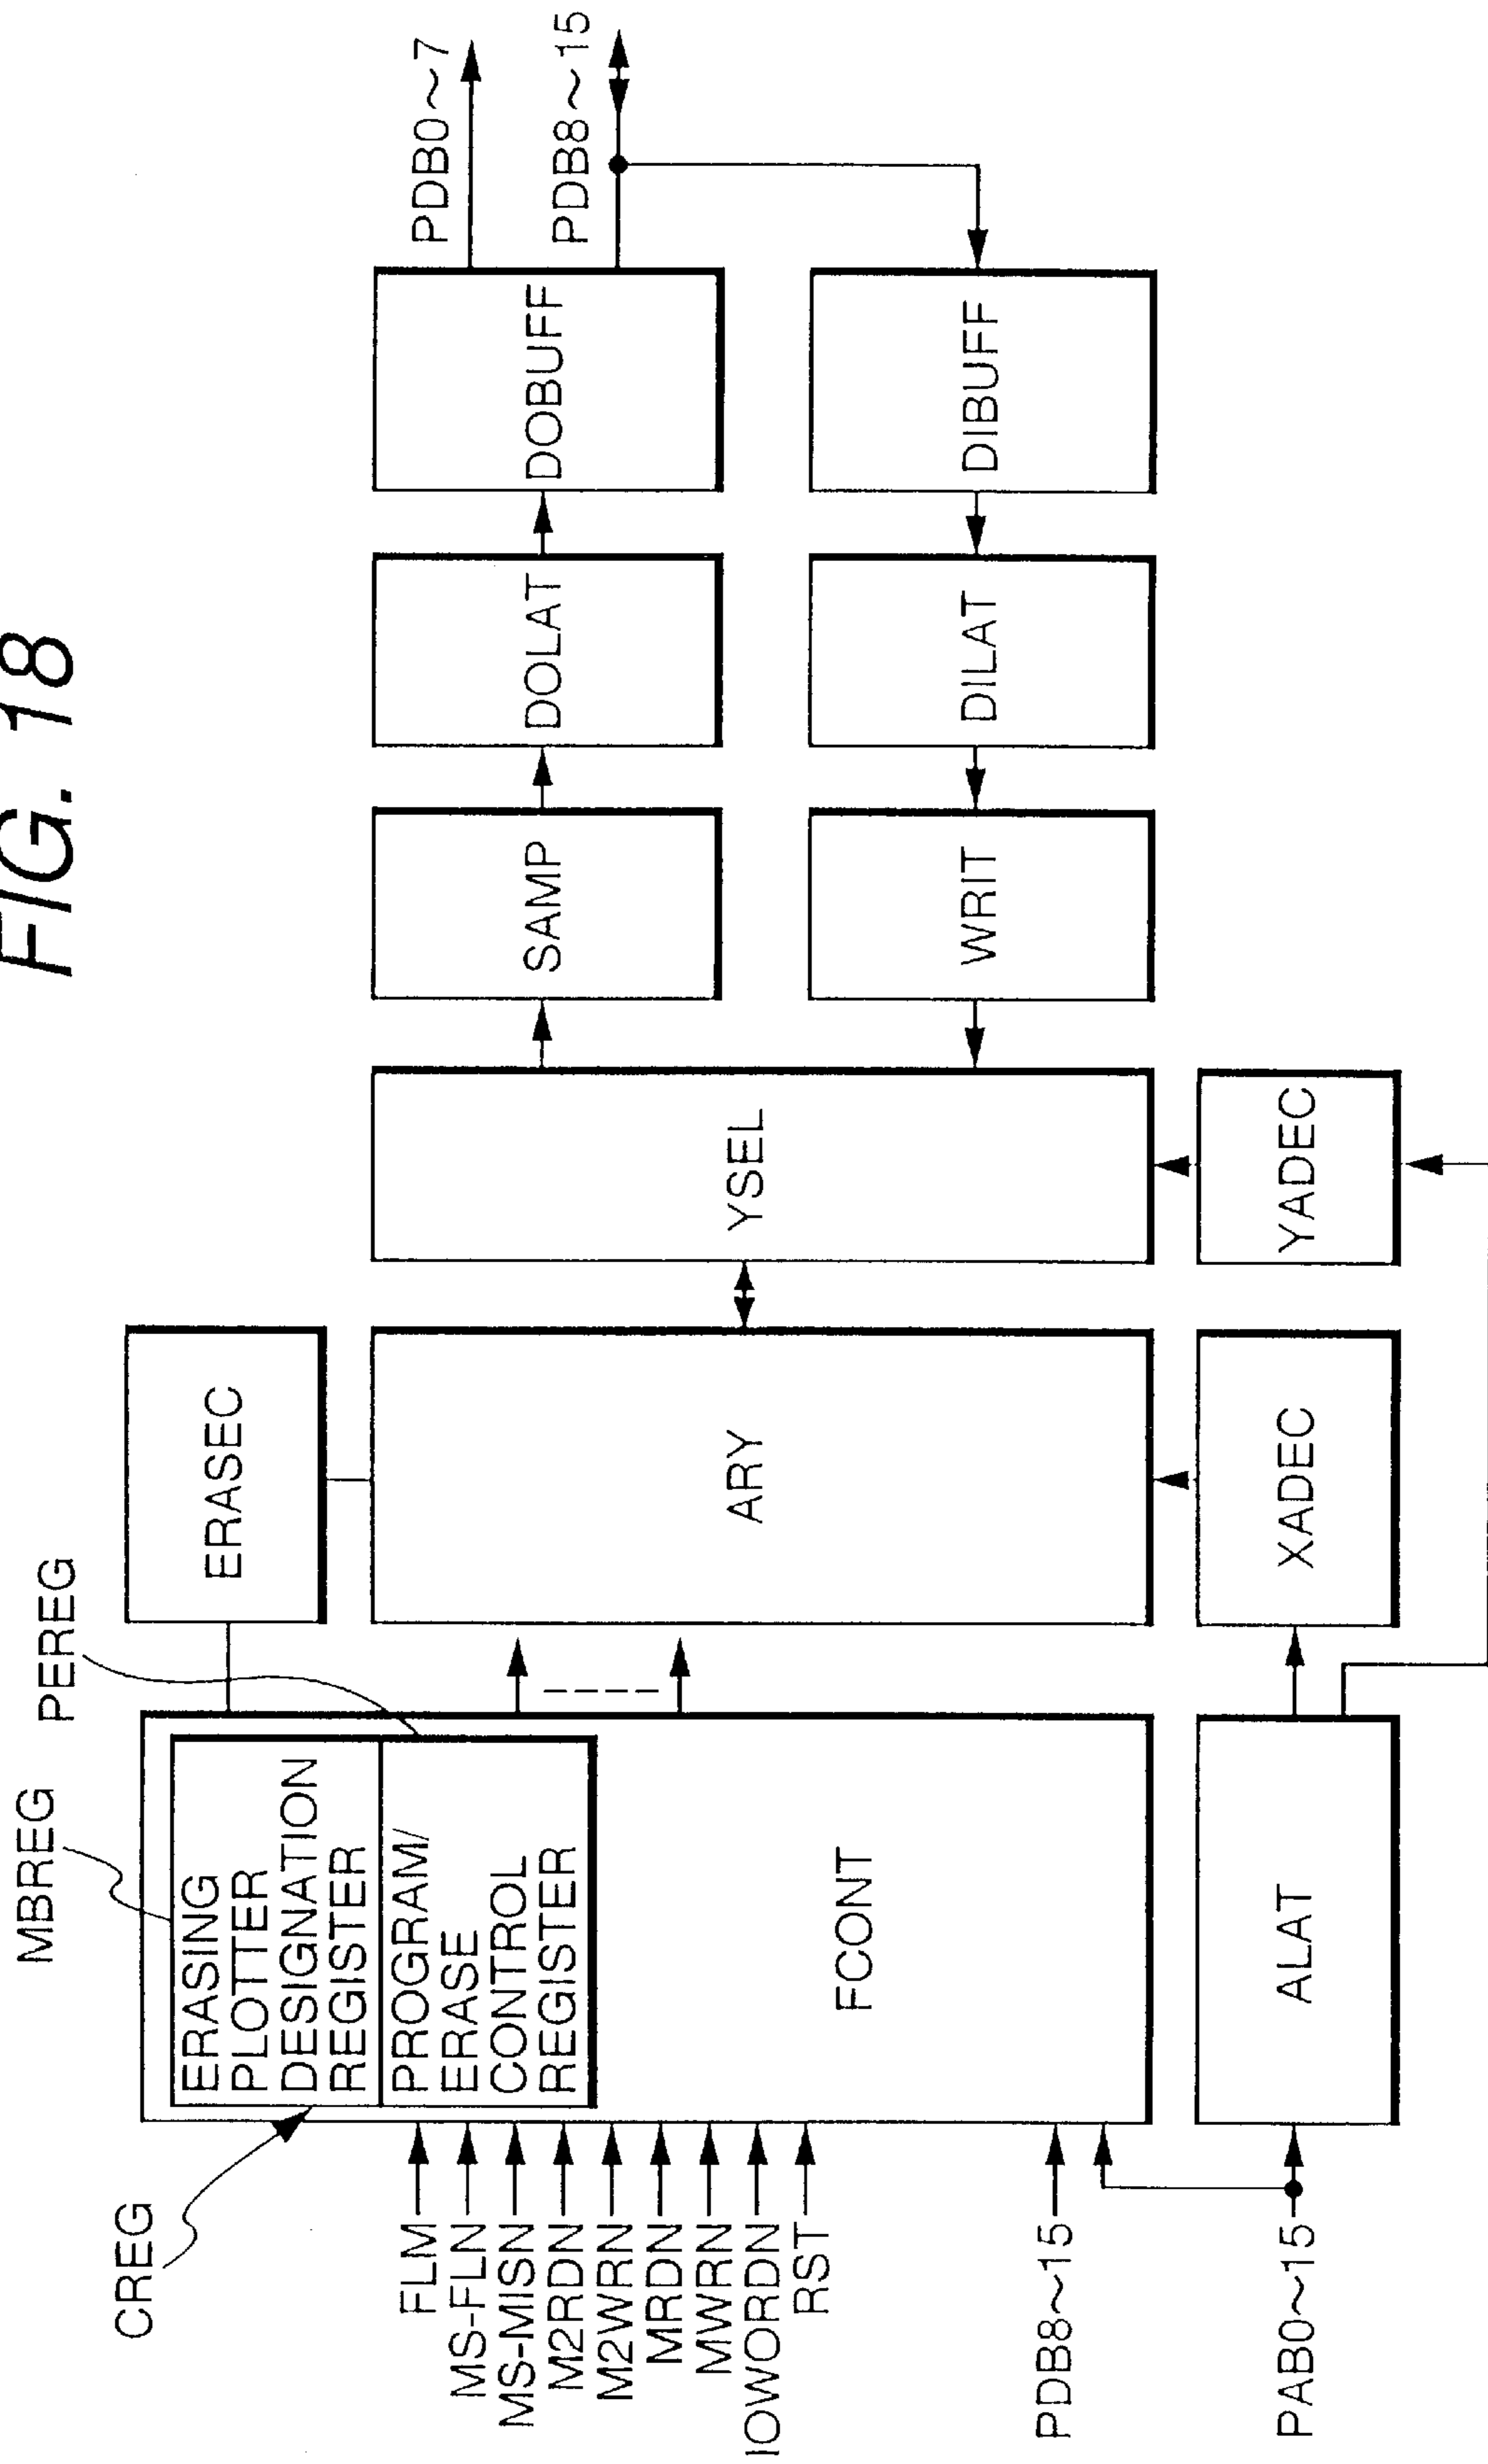 FIG. 18
CREG
MBREG
PEREG
ERASING
PLOTTER
DESIGNATION
REGISTER
PROGRAM/
ERASE
CONTROL
REGISTER
FCONT
FLM
MS-FLN
MS-MISN
M2RDN
M2WRN
MRDN
MWRN
IOWORDN
RST
PDB8~15
PAB0~15
ALAT
ERASEC
ARY
XADEC
YSEL
YADEC
SAMP
DOLAT
DOBUFF
WRIT
DILAT
DIBUFF
PDB0~7
PDB8~15